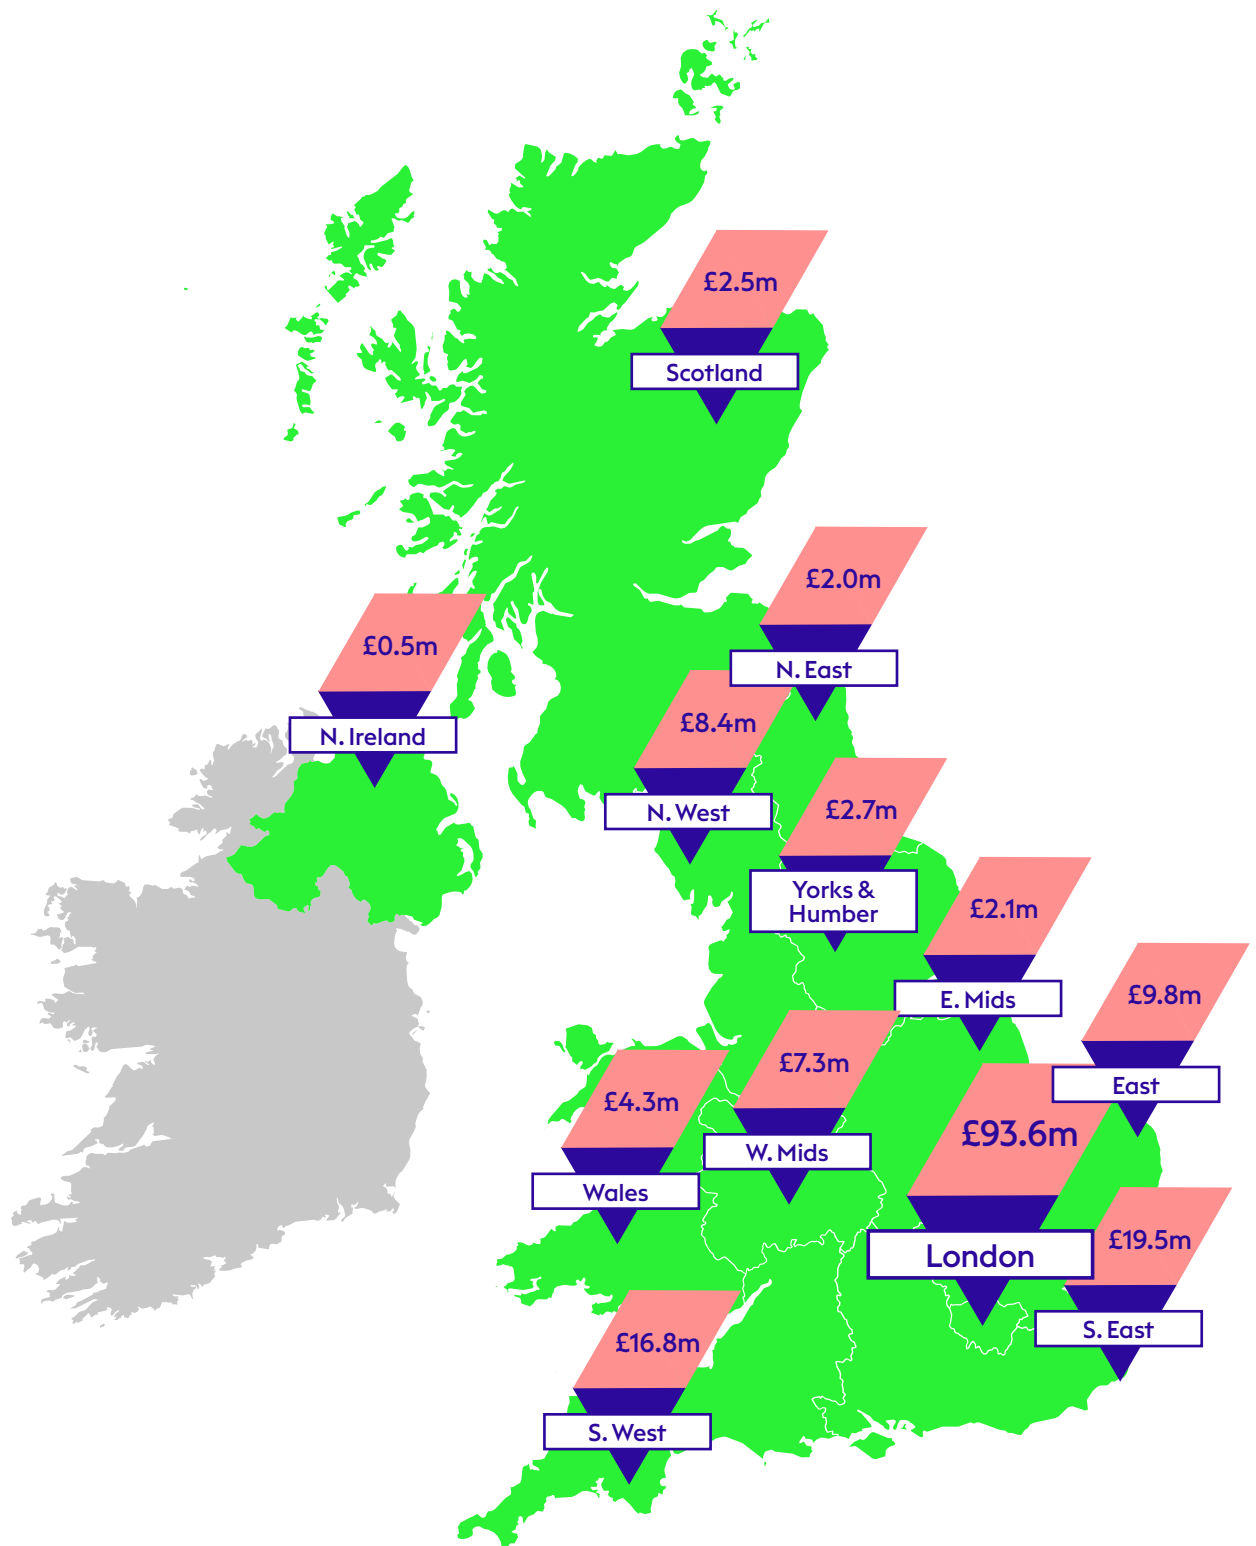 £2.5m
Scotland
£2.0m
N. East
£0.5m
N. Ireland
£8.4m
N. West
£2.7m
Yorks &
Humber
£2.1m
E. Mids
£9.8m
East
£7.3m
W. Mids
£4.3m
Wales
£93.6m
London
£19.5m
S. East
£16.8m
S. West